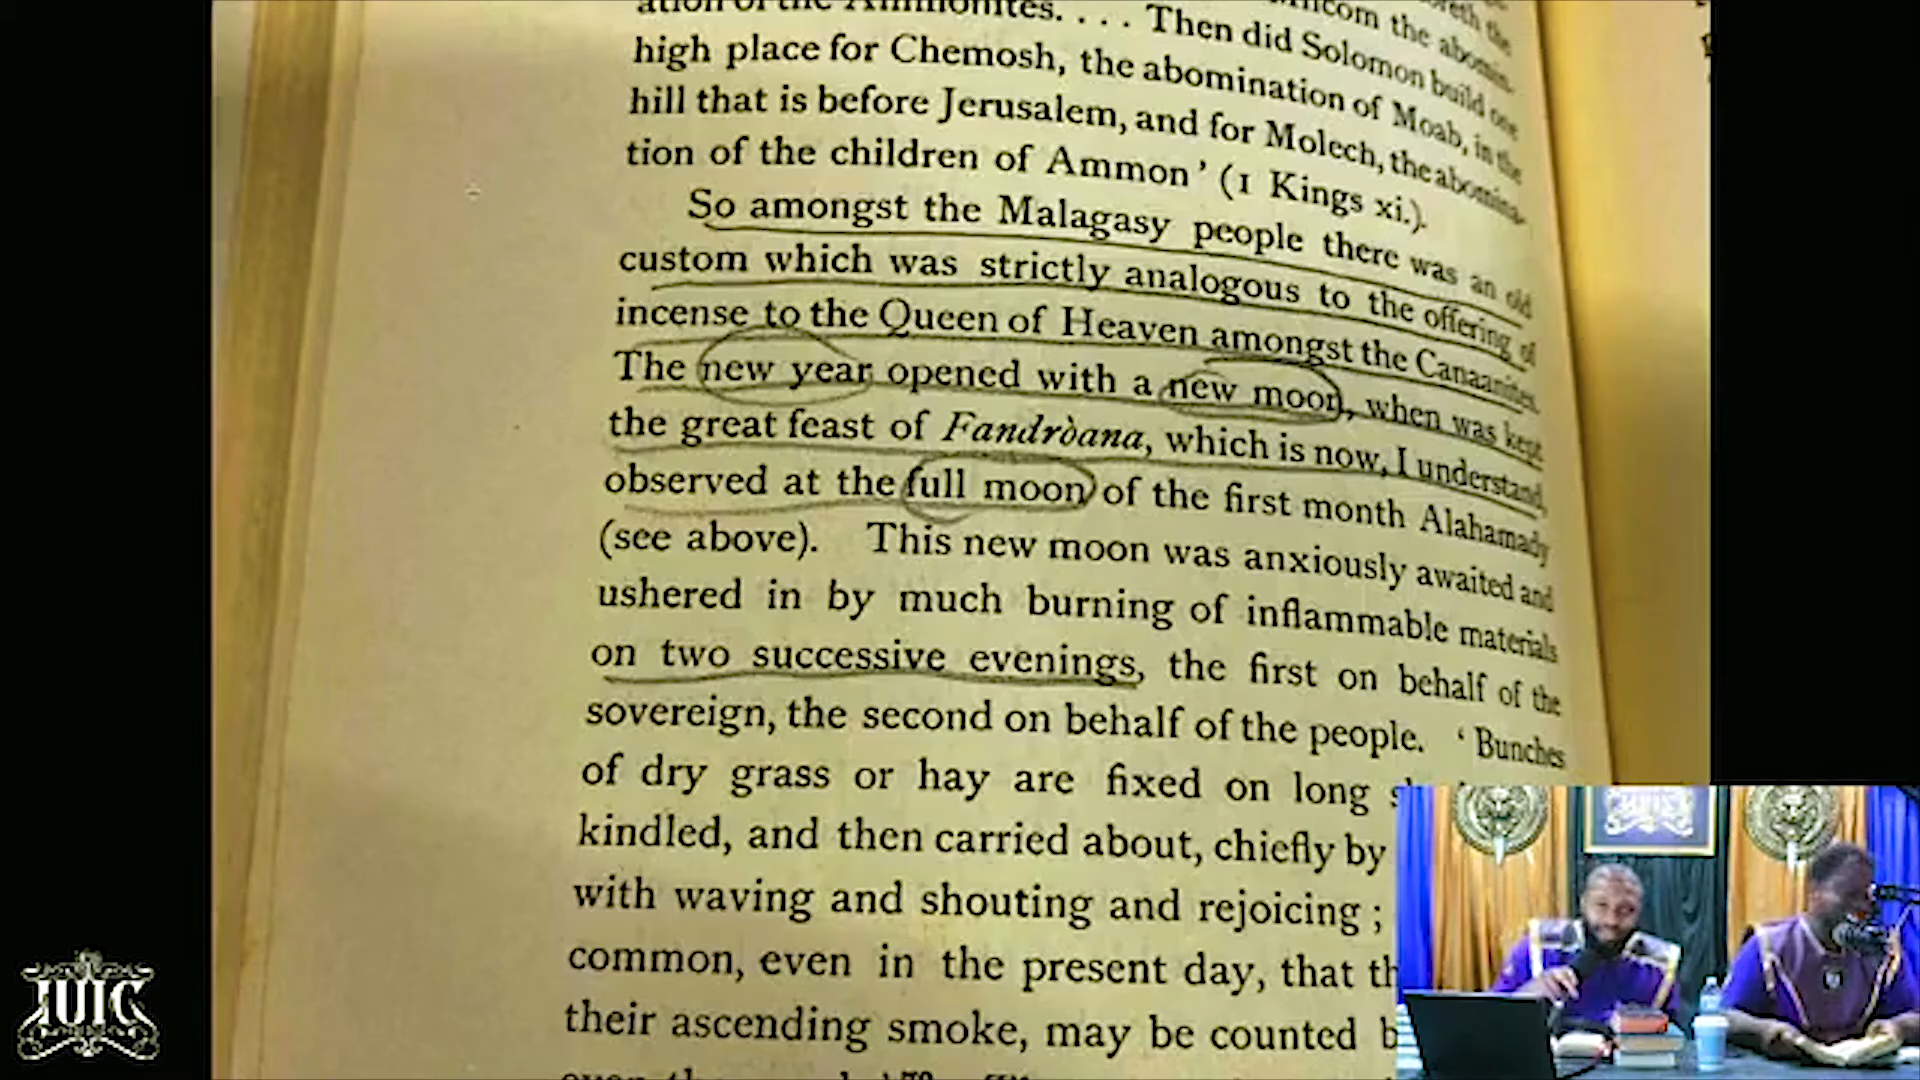 ation of the Ammonites. . . . Then did Solomon build one
high place for Chemosh, the abomination of Moab, in the
hill that is before Jerusalem, and for Molech, the abomina-
tion of the children of Ammon’ (1 Kings xi.).
So amongst the Malagasy people there was an old
custom which was strictly analogous to the offering of
incense to the Queen of Heaven amongst the Canaanites.
The new year opened with a new moon, when was kept
the great feast of Fandròana, which is now, I understand,
observed at the full moon of the first month Alahamady
(see above). This new moon was anxiously awaited and
ushered in by much burning of inflammable materials
on two successive evenings, the first on behalf of the
sovereign, the second on behalf of the people. ‘Bunches
of dry grass or hay are fixed on long
kindled, and then carried about, chiefly by
with waving and shouting and rejoicing ;
common, even in the present day, that
their ascending smoke, may be counted
IUIC
IUIC